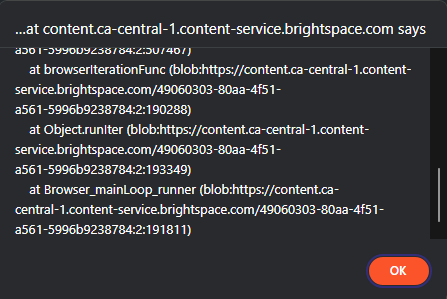 ...at content.ca-central-1.content-service.brightspace.com says
a561-5996b9238784:2:507467)
at browserIterationFunc (blob:https://content.ca-central-1.content-
service.brightspace.com/49060303-80aa-4f51-
a561-5996b9238784:2:190288)
at Object.runIter (blob:https://content.ca-central-1.content-
service.brightspace.com/49060303-80aa-4f51-
a561-5996b9238784:2:193349)
at Browser_mainLoop_runner (blob:https://content.ca-
central-1.content-service.brightspace.com/49060303-80aa-4f51-
a561-5996b9238784:2:191811)
OK